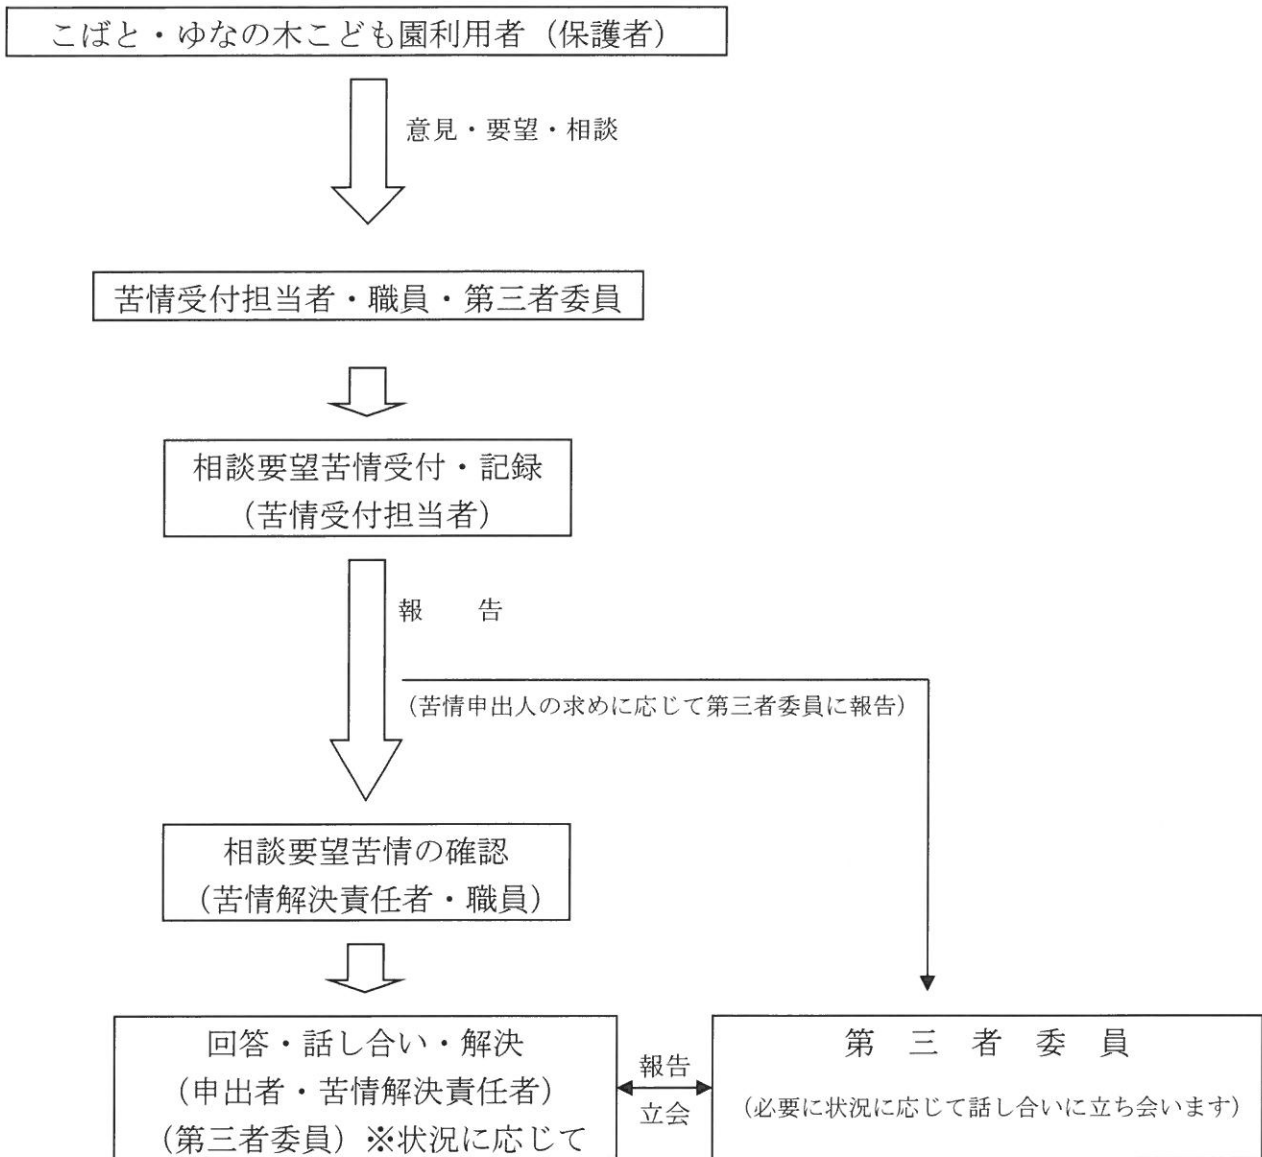 こばと・ゆなの木こども園利用者（保護者）
意見・要望・相談
苦情受付担当者・職員・第三者委員
相談要望苦情受付・記録
（苦情受付担当者）
報　　告
（苦情申出人の求めに応じて第三者委員に報告）
相談要望苦情の確認
（苦情解決責任者・職員）
回答・話し合い・解決
（申出者・苦情解決責任者）
（第三者委員）※状況に応じて
報告
立会
第　三　者　委　員
（必要に状況に応じて話し合いに立ち会います）